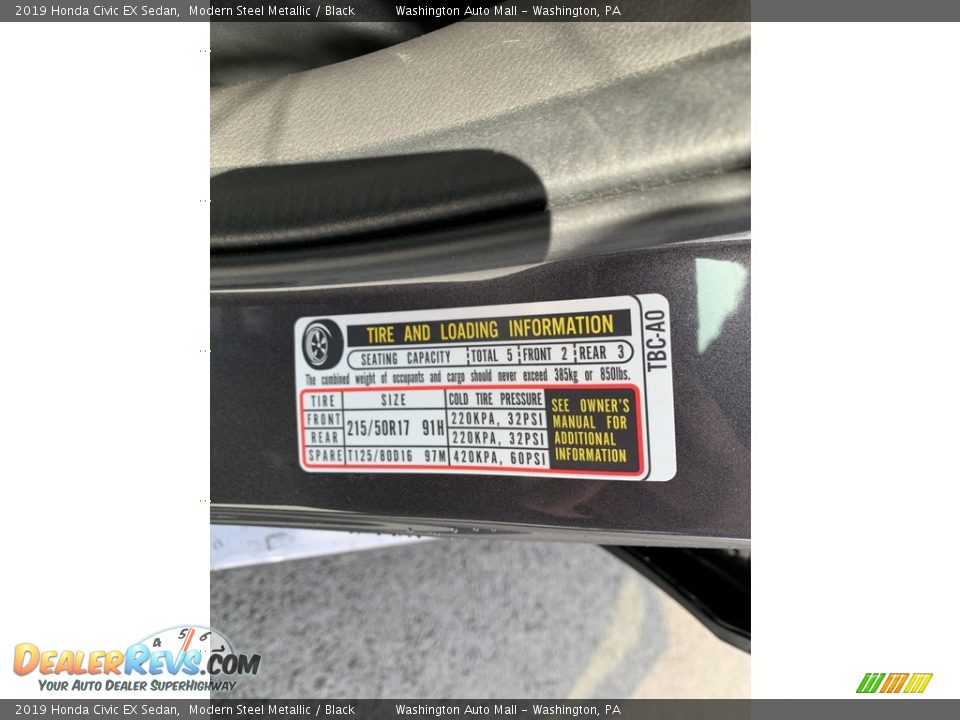 2019 Honda Civic EX Sedan, Modern Steel Metallic / Black Washington Auto Mall - Washington, PA
TIRE AND LOADING INFORMATION
SEATING CAPACITY TOTAL 5 FRONT 2 REAR 3
The combined weight of occupants and cargo should never exceed 385kg or 850lbs.
TIRE SIZE COLD TIRE PRESSURE
FRONT 215/50R17 91H 220KPA, 32PSI
REAR 220KPA, 32PSI
SPARE T125/80D16 97M 420KPA, 60PSI
SEE OWNER'S
MANUAL FOR
ADDITIONAL
INFORMATION
TBC-A0
4 5 6
DEALERREVS.COM
YOUR AUTO DEALER SUPERHIGHWAY
2019 Honda Civic EX Sedan, Modern Steel Metallic / Black Washington Auto Mall - Washington, PA